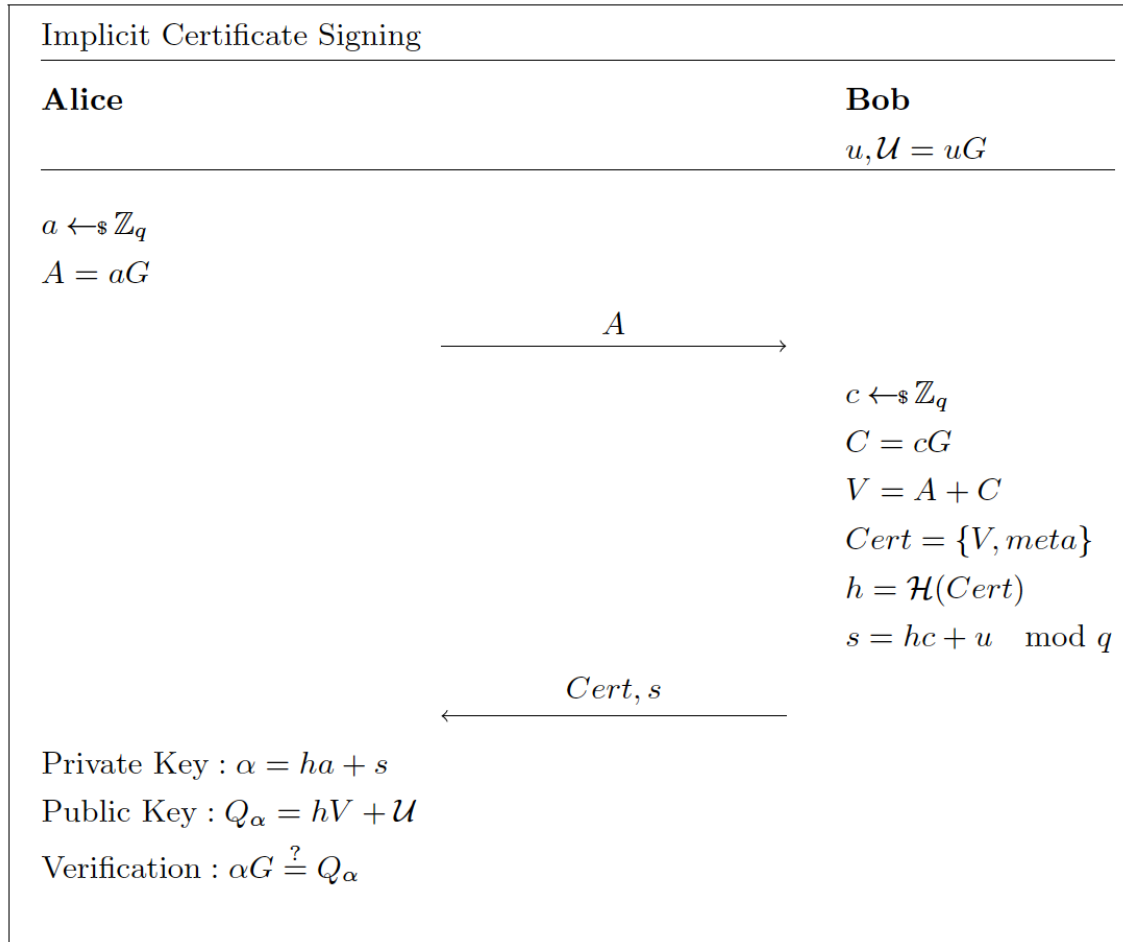 Implicit Certificate Signing
Alice Bob
u, 𝒰 = uG
a ←$ ℤ_q
A = aG
A
c ←$ ℤ_q
C = cG
V = A + C
Cert = {V, meta}
h = ℋ(Cert)
s = hc + u mod q
Cert, s
Private Key : α = ha + s
Public Key : Q_α = hV + 𝒰
Verification : αG ≟ Q_α